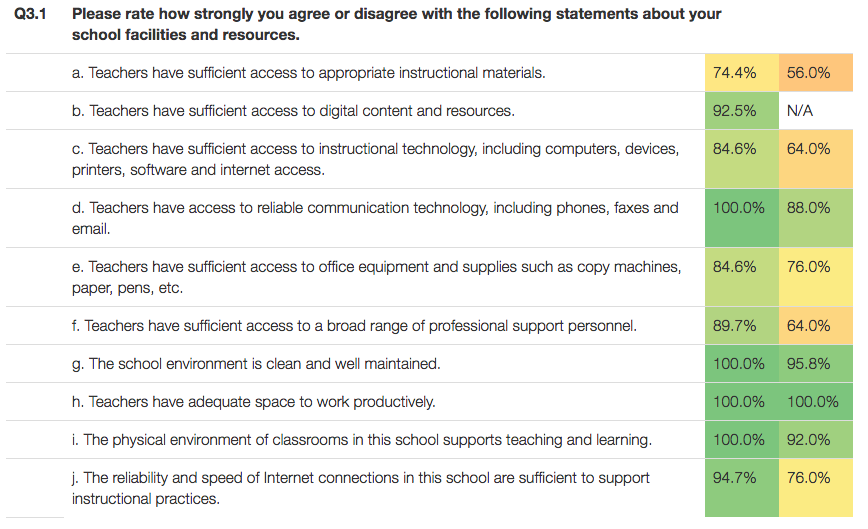 Q3.1 Please rate how strongly you agree or disagree with the following statements about your
school facilities and resources.
a. Teachers have sufficient access to appropriate instructional materials. 74.4% 56.0%
b. Teachers have sufficient access to digital content and resources. 92.5% N/A
c. Teachers have sufficient access to instructional technology, including computers, devices, 84.6% 64.0%
printers, software and internet access.
d. Teachers have access to reliable communication technology, including phones, faxes and 100.0% 88.0%
email.
e. Teachers have sufficient access to office equipment and supplies such as copy machines, 84.6% 76.0%
paper, pens, etc.
f. Teachers have sufficient access to a broad range of professional support personnel. 89.7% 64.0%
g. The school environment is clean and well maintained. 100.0% 95.8%
h. Teachers have adequate space to work productively. 100.0% 100.0%
i. The physical environment of classrooms in this school supports teaching and learning. 100.0% 92.0%
j. The reliability and speed of Internet connections in this school are sufficient to support 94.7% 76.0%
instructional practices.